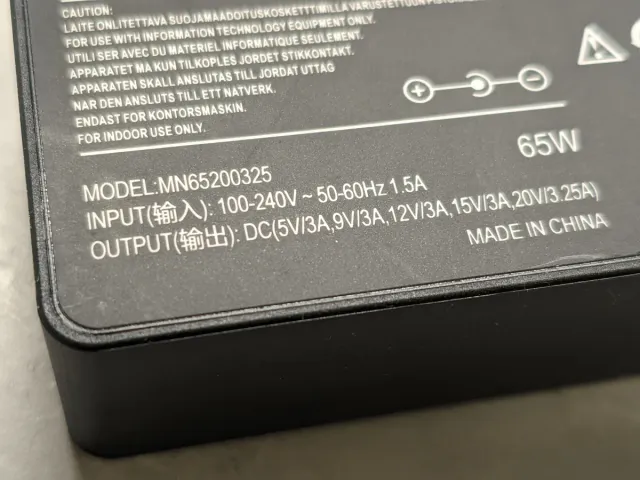 CAUTION:
LAITE ONLITETTAVA SUOJAMAADOITUSKOSKETTTIMILLA VARUSTETTUUN
FOR USE WITH INFORMATION TECHNOLOGY EQUIPMENT ONLY.
UTILI SER AVEC DU MATERIEL INFORMATIQUE SEULEMENT.
APPARATET MA KUN TILKOPLES JORDET STIKKONTAKT.
APPARATEN SKALL ANSLUTAS TILL JORDAT UTTAG
NAR DEN ANSLUTS TILL ETT NATVERK.
ENDAST FOR KONTORSMASKIN.
FOR INDOOR USE ONLY.
65W
MODEL:MN65200325
INPUT(输入): 100-240V ~ 50-60Hz 1.5A
OUTPUT(输出): DC(5V/3A,9V/3A,12V/3A,15V/3A,20V/3.25A)
MADE IN CHINA